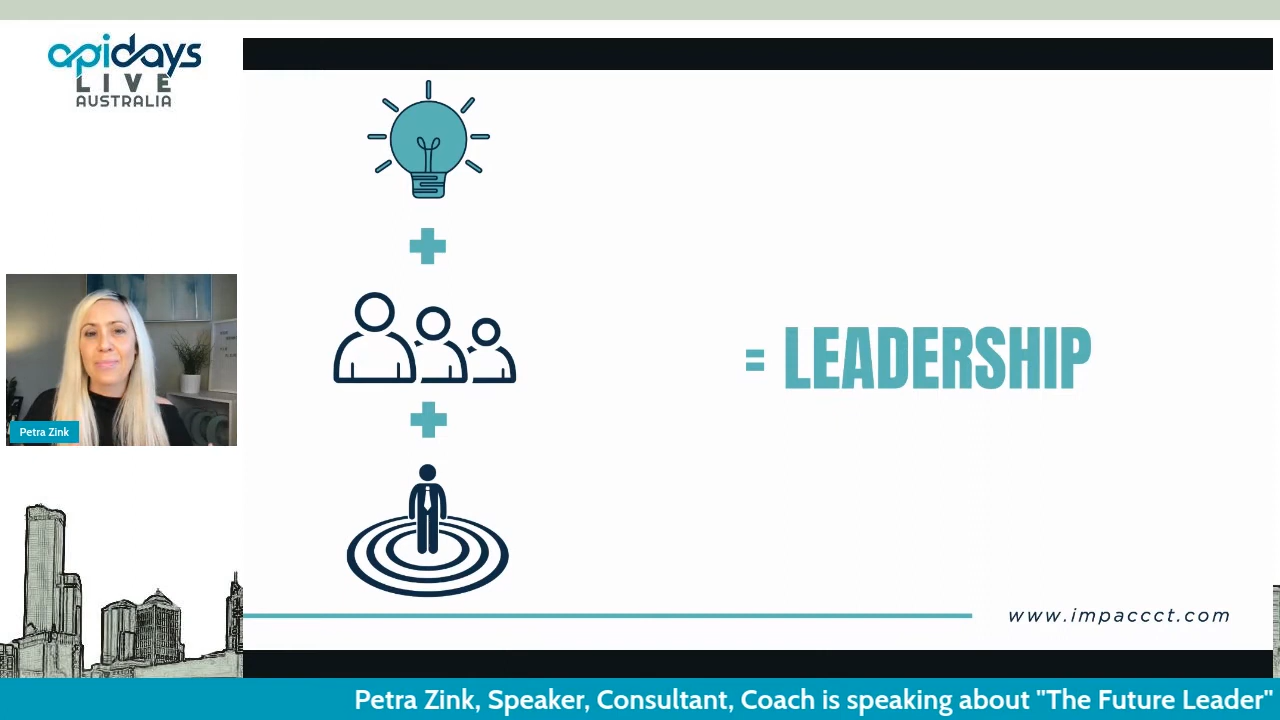 apidays
LIVE
AUSTRALIA
= LEADERSHIP
Petra Zink
www.impaccct.com
Petra Zink, Speaker, Consultant, Coach is speaking about "The Future Leader"